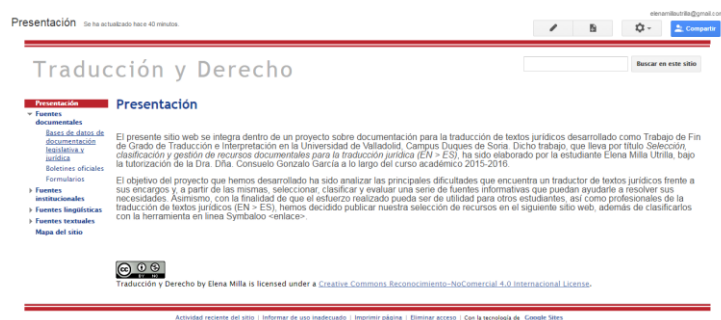 elenamillautrilla@gmail.com
Presentación Se ha actualizado hace 40 minutos.
Compartir
Traducción y Derecho
Buscar en este sitio
Presentación
Fuentes
documentales
Bases de datos de
documentación
legislativa y
jurídica
Boletines oficiales
Formularios
Fuentes
institucionales
Fuentes lingüísticas
Fuentes textuales
Mapa del sitio
Presentación
El presente sitio web se integra dentro de un proyecto sobre documentación para la traducción de textos jurídicos desarrollado como Trabajo de Fin
de Grado de Traducción e Interpretación en la Universidad de Valladolid, Campus Duques de Soria. Dicho trabajo, que lleva por título Selección,
clasificación y gestión de recursos documentales para la traducción jurídica (EN > ES), ha sido elaborado por la estudiante Elena Milla Utrilla, bajo
la tutorización de la Dra. Dña. Consuelo Gonzalo García a lo largo del curso académico 2015-2016.
El objetivo del proyecto que hemos desarrollado ha sido analizar las principales dificultades que encuentra un traductor de textos jurídicos frente a
sus encargos y, a partir de las mismas, seleccionar, clasificar y evaluar una serie de fuentes informativas que puedan ayudarle a resolver sus
necesidades. Asimismo, con la finalidad de que el esfuerzo realizado pueda ser de utilidad para otros estudiantes, así como profesionales de la
traducción de textos jurídicos (EN > ES), hemos decidido publicar nuestra selección de recursos en el siguiente sitio web, además de clasificarlos
con la herramienta en línea Symbaloo <enlace>.
cc BY NC
Traducción y Derecho by Elena Milla is licensed under a Creative Commons Reconocimiento-NoComercial 4.0 Internacional License.
Actividad reciente del sitio | Informar de uso inadecuado | Imprimir página | Eliminar acceso | Con la tecnología de Google Sites